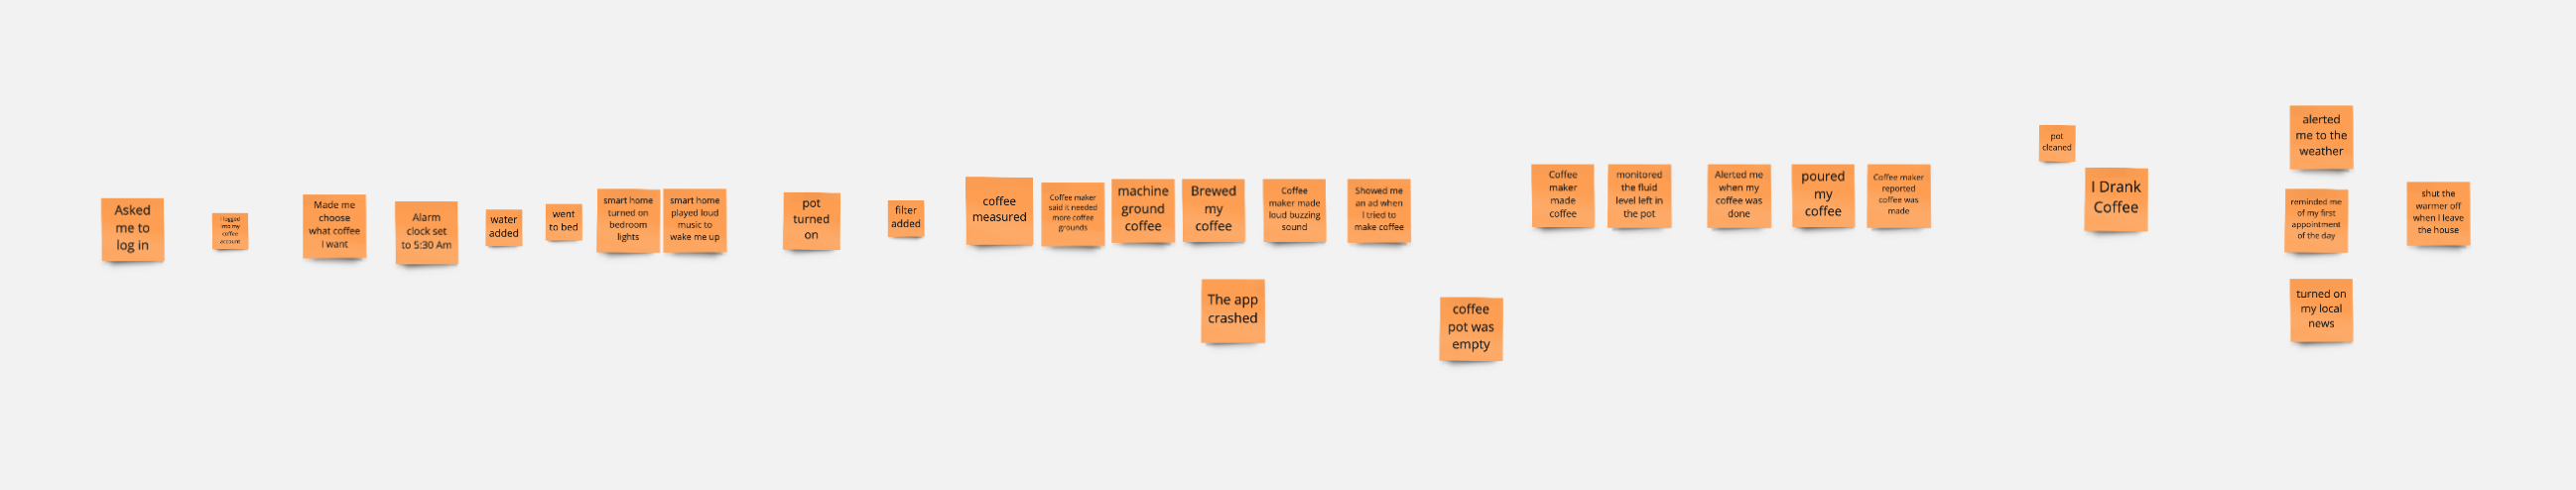 Asked
me to
log in
I logged
into my
coffee
account
Made me
choose
what coffee
I want
Alarm
clock set
to 5:30 Am
water
added
went
to bed
smart home
turned on
bedroom
lights
smart home
played loud
music to
wake me up
pot
turned
on
filter
added
coffee
measured
Coffee maker
said it needed
more coffee
grounds
machine
ground
coffee
Brewed
my
coffee
The app
crashed
Coffee
maker made
loud buzzing
sound
Showed me
an ad when
I tried to
make coffee
coffee
pot was
empty
Coffee
maker
made
coffee
monitored
the fluid
level left in
the pot
Alerted me
when my
coffee was
done
poured
my
coffee
Coffee maker
reported
coffee was
made
pot
cleaned
I Drank
Coffee
alerted
me to the
weather
reminded me
of my first
appointment
of the day
turned on
my local
news
shut the
warmer off
when I leave
the house